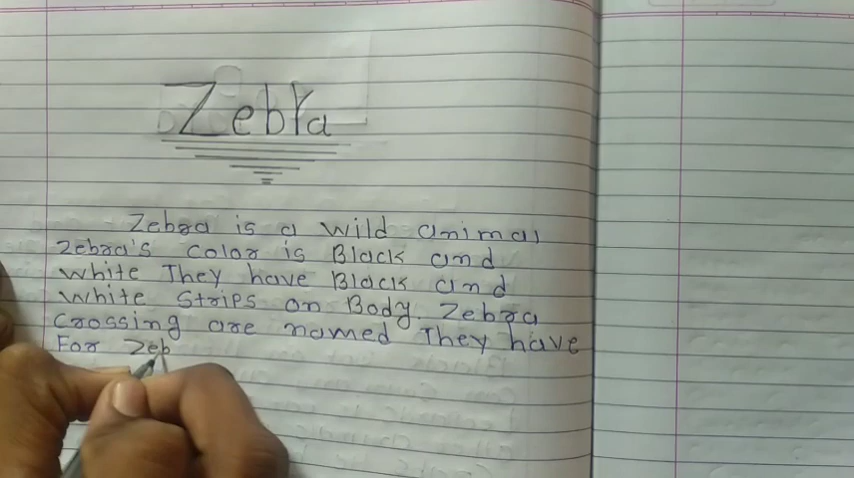 Zebra
Zebra is a wild animal
Zebra's color is Black and
white They have Black and
white strips on Body. Zebra
crossing are named They have
For Zeb